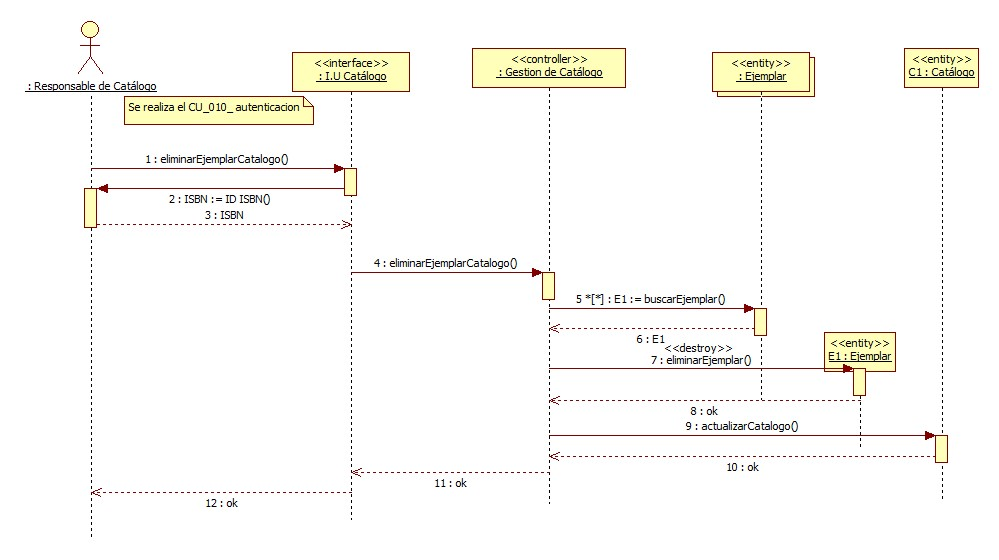 : Responsable de Catálogo
<<interface>>
: I.U Catálogo
<<controller>>
: Gestion de Catálogo
<<entity>>
: Ejemplar
<<entity>>
C1 : Catálogo
Se realiza el CU_010_ autenticacion
1 : eliminarEjemplarCatalogo()
2 : ISBN := ID ISBN()
3 : ISBN
4 : eliminarEjemplarCatalogo()
5 *[*] : E1 := buscarEjemplar()
6 : E1
<<destroy>>
7 : eliminarEjemplar()
<<entity>>
E1 : Ejemplar
8 : ok
9 : actualizarCatalogo()
10 : ok
11 : ok
12 : ok